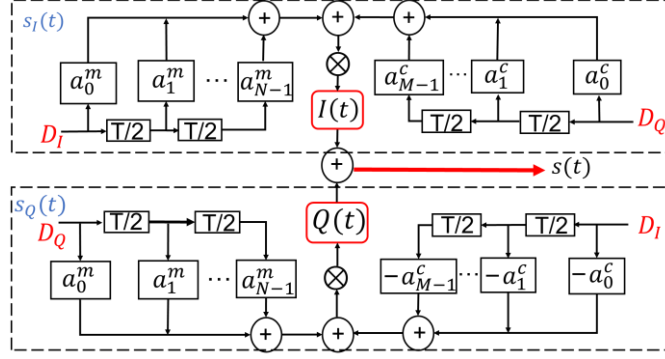 s_I(t)
+ + +
⊗
a_0^m a_1^m ... a_{N-1}^m a_{M-1}^c ... a_1^c a_0^c
I(t)
D_I T/2 T/2 T/2 T/2 D_Q
+ s(t)
s_Q(t)
D_Q T/2 T/2 Q(t) T/2 T/2 D_I
a_0^m a_1^m ... a_{N-1}^m ⊗ -a_{M-1}^c ... -a_1^c -a_0^c
+ + +